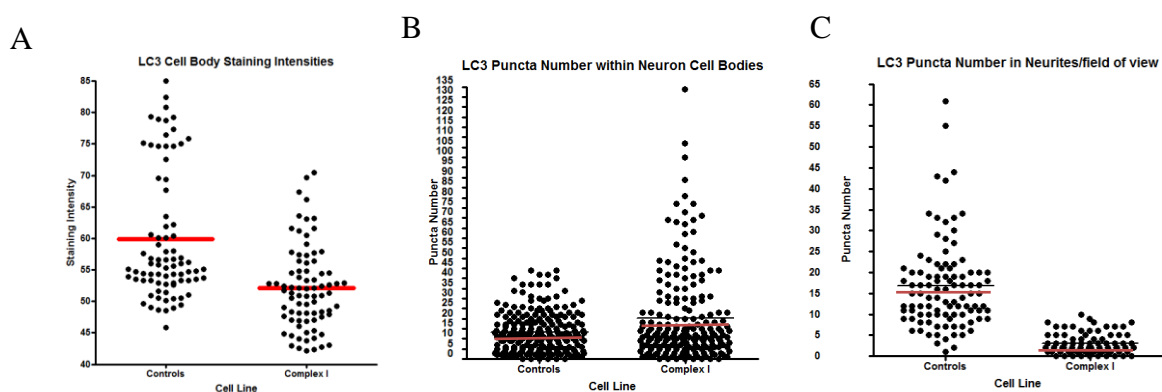 A
LC3 Cell Body Staining Intensities
Staining Intensity
85
80
75
70
65
60
55
50
45
40
Controls
Complex I
Cell Line
B
LC3 Puncta Number within Neuron Cell Bodies
Puncta Number
135
130
125
120
115
110
105
100
95
90
85
80
75
70
65
60
55
50
45
40
35
30
25
20
15
10
5
0
Controls
Complex I
Cell Line
C
LC3 Puncta Number in Neurites/field of view
Puncta Number
65
60
55
50
45
40
35
30
25
20
15
10
5
0
Controls
Complex I
Cell Line